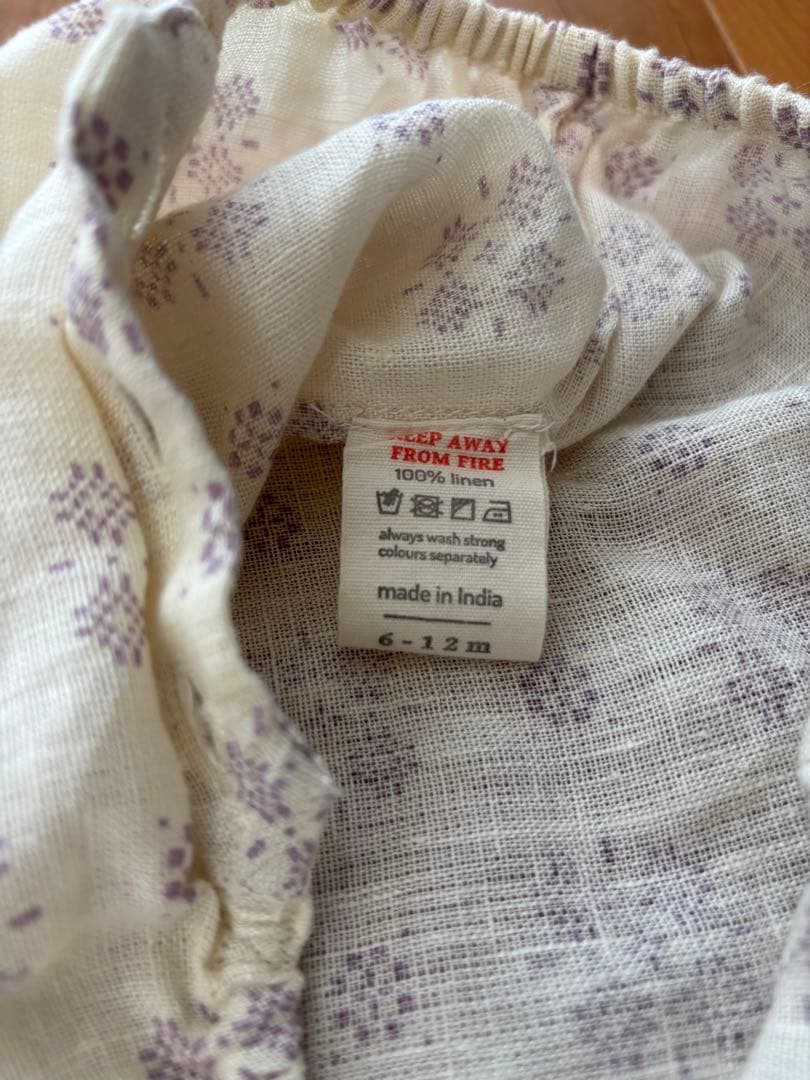 KEEP AWAY
FROM FIRE
100% linen
always wash strong
colours separately
made in India
6-12m